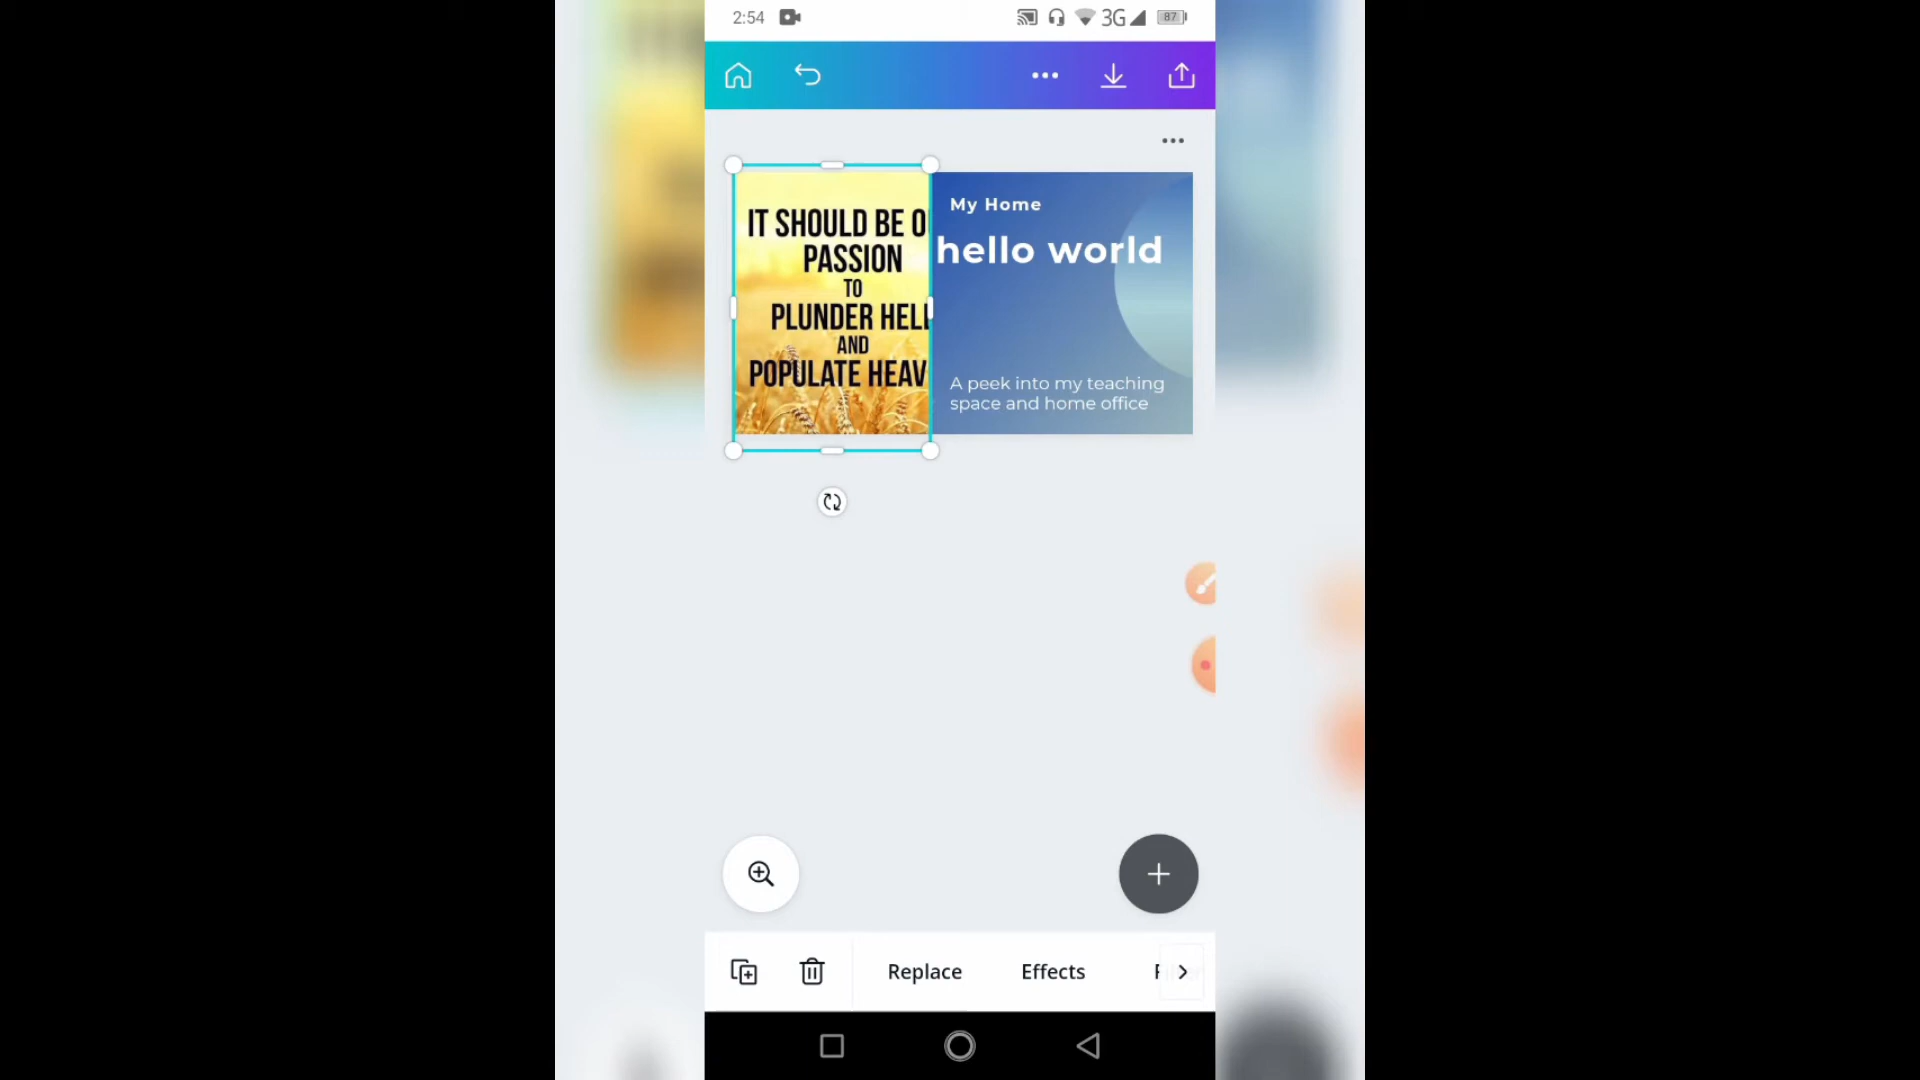 2:54
3G
87
IT SHOULD BE O
PASSION
TO
PLUNDER HELL
AND
POPULATE HEAV
My Home
hello world
A peek into my teaching
space and home office
Replace
Effects